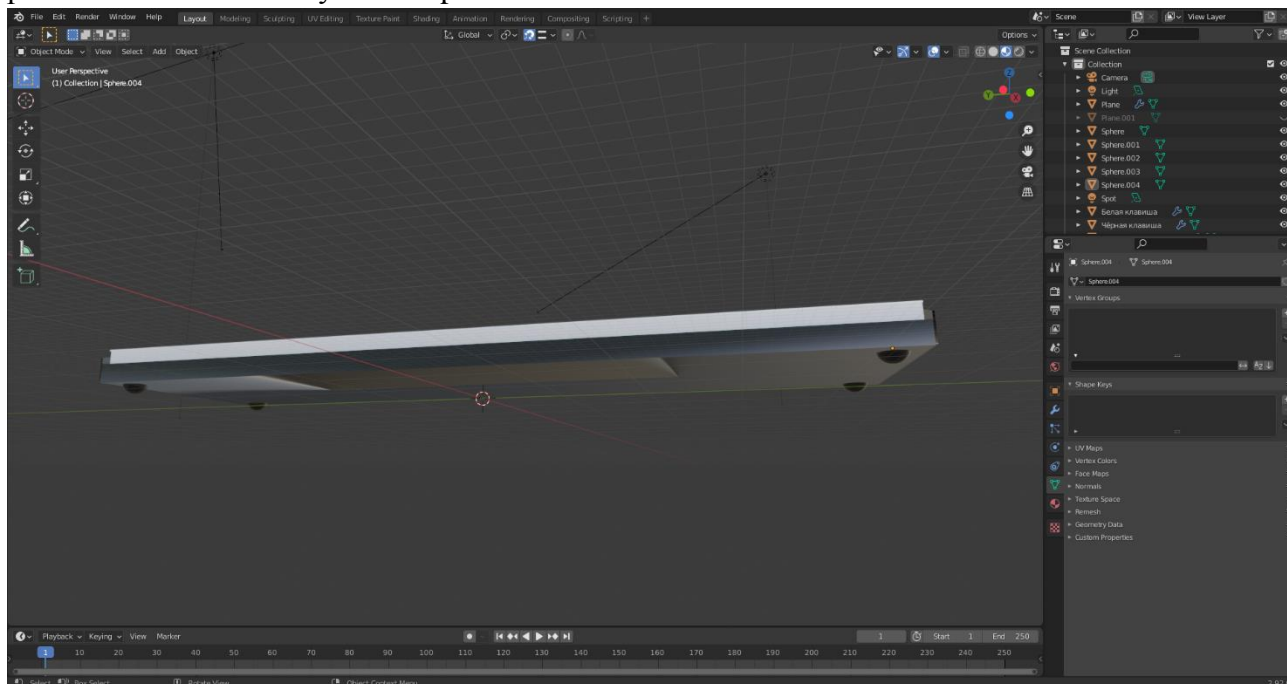 File Edit Render Window Help Layout Modeling Sculpting UV Editing Texture Paint Shading Animation Rendering Compositing Scripting + Scene View Layer
Global Options
Object Mode View Select Add Object
User Perspective
(1) Collection | Sphere.004
Z
Y
X
Scene Collection
Collection
Camera
Light
Plane
Plane.001
Sphere
Sphere.001
Sphere.002
Sphere.003
Sphere.004
Spot
Белая клавиша
Чёрная клавиша
Sphere.004 Sphere.004
Sphere.004
Vertex Groups
Shape Keys
UV Maps
Vertex Colors
Face Maps
Normals
Texture Space
Remesh
Geometry Data
Custom Properties
Playback Keying View Marker 1 Start 1 End 250
1 10 20 30 40 50 60 70 80 90 100 110 120 130 140 150 160 170 180 190 200 210 220 230 240 250
Select Box Select Rotate View Object Context Menu 2.92